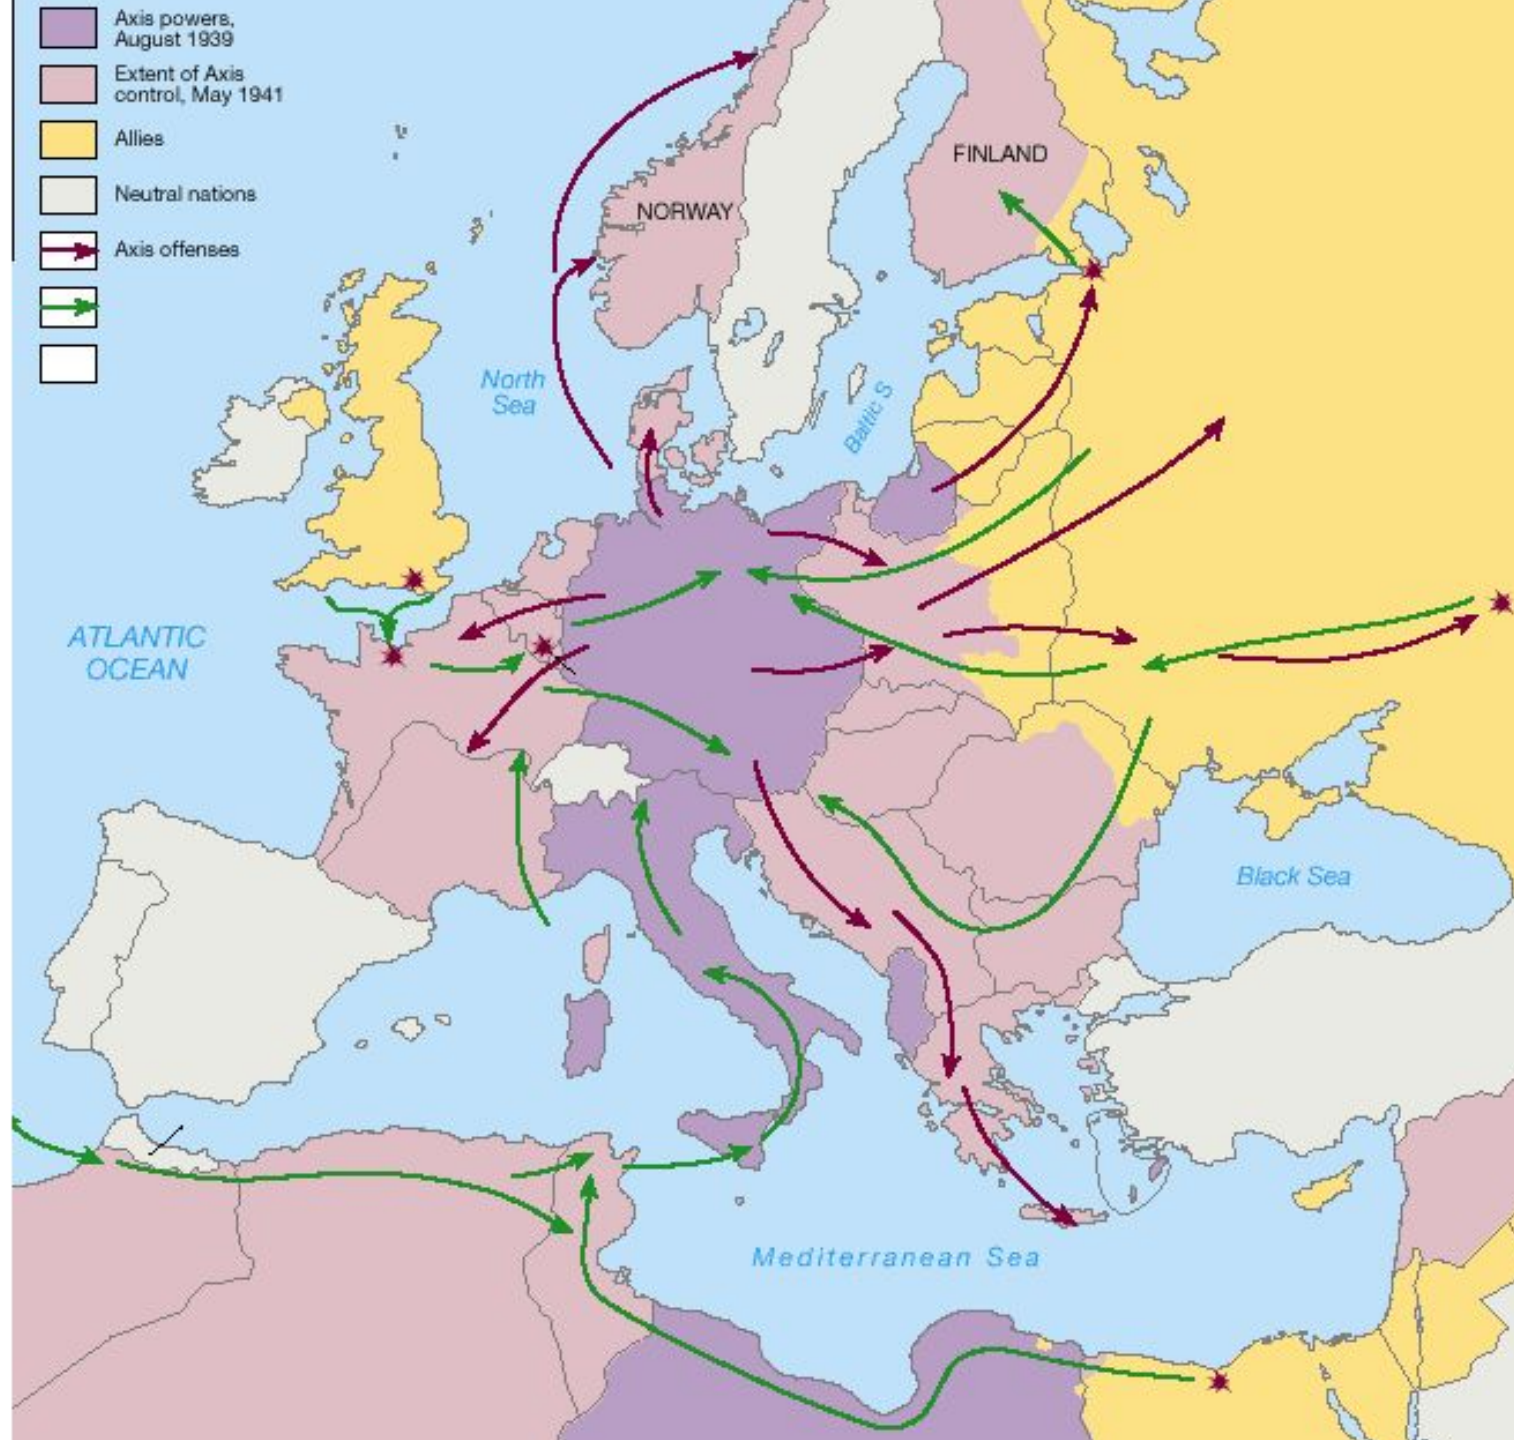 Axis powers,
August 1939
Extent of Axis
control, May 1941
Allies
Neutral nations
Axis offenses
FINLAND
NORWAY
North
Sea
Baltic S
ATLANTIC
OCEAN
Black Sea
Mediterranean Sea